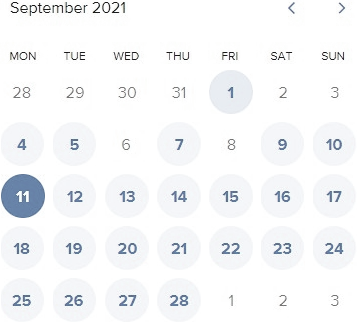 September 2021
MON TUE WED THU FRI SAT SUN
28 29 30 31 1 2 3
4 5 6 7 8 9 10
11 12 13 14 15 16 17
18 19 20 21 22 23 24
25 26 27 28 1 2 3